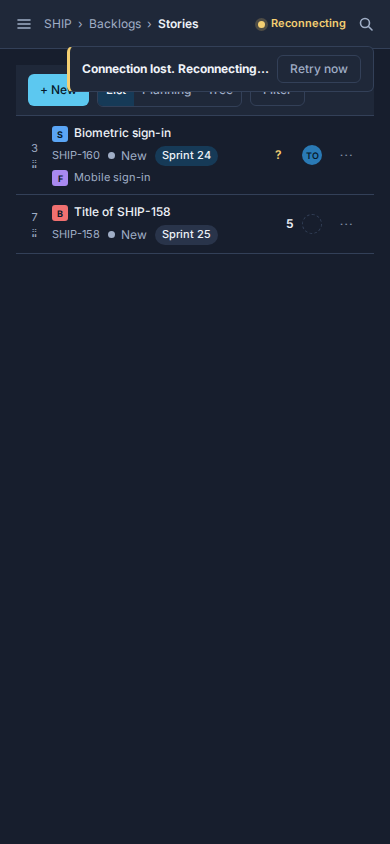 SHIP › Backlogs › Stories Reconnecting
Connection lost. Reconnecting... Retry now
+ New
3 S Biometric sign-in
SHIP-160 New Sprint 24 ? TO ...
F Mobile sign-in
7 B Title of SHIP-158
SHIP-158 New Sprint 25 5 ...